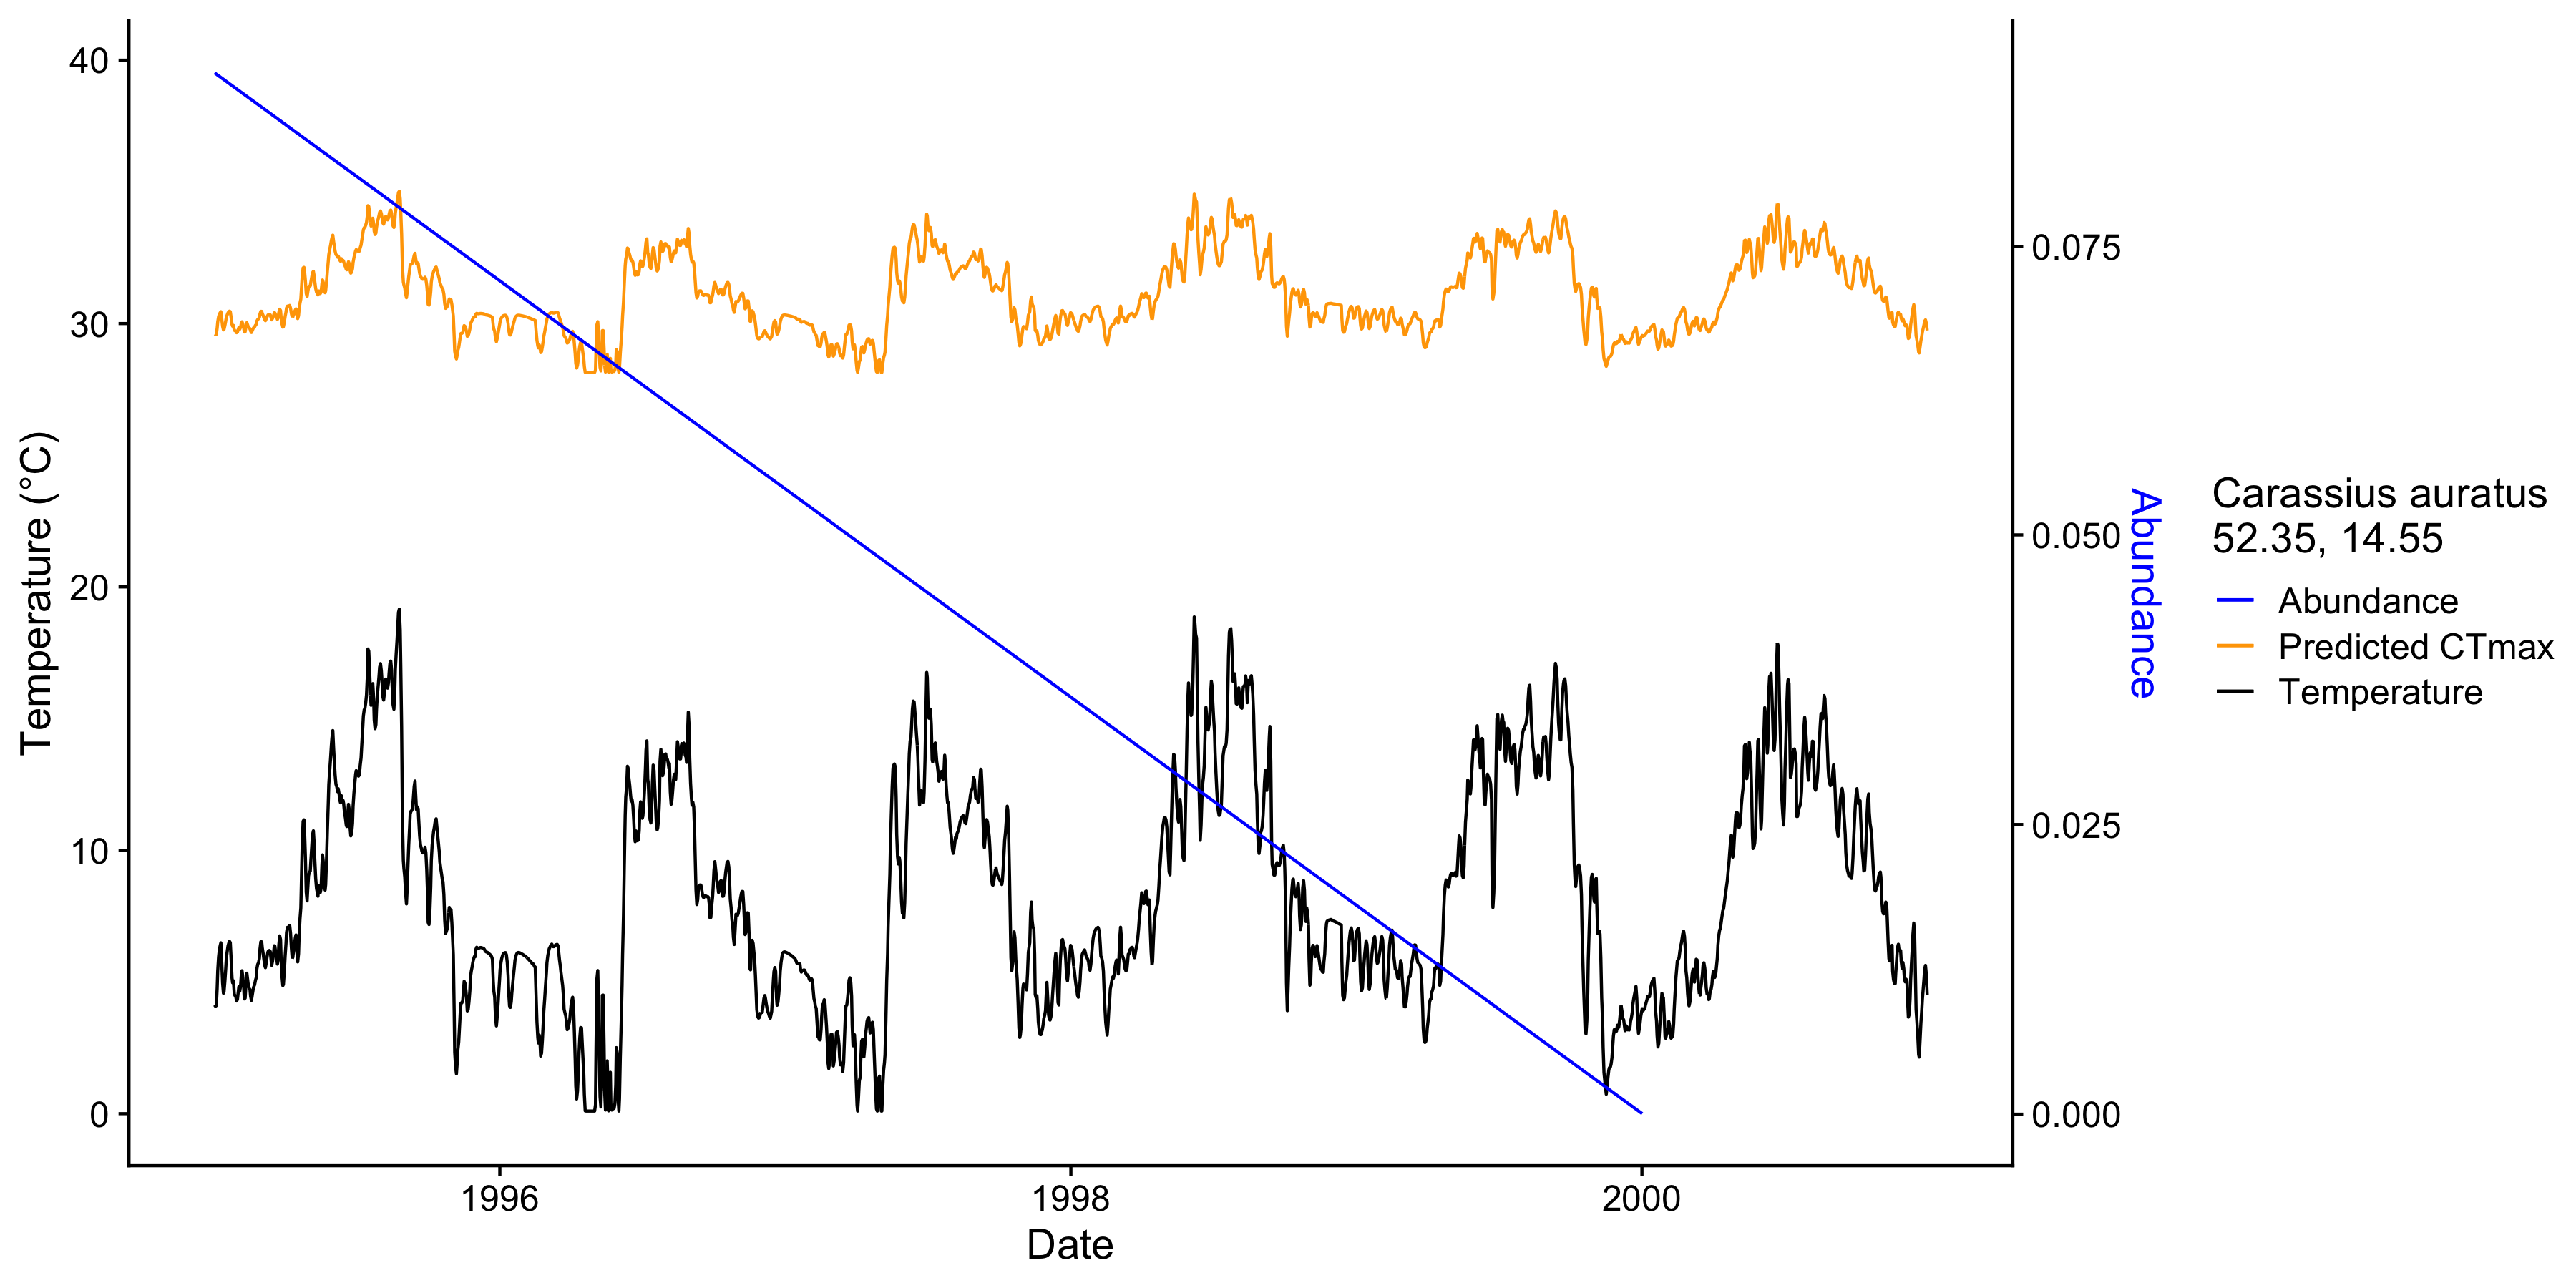 40
30
20
10
0
Temperature (°C)
1996
1998
2000
Date
0.075
0.050
0.025
0.000
Abundance
Carassius auratus
52.35, 14.55
Abundance
Predicted CTmax
Temperature